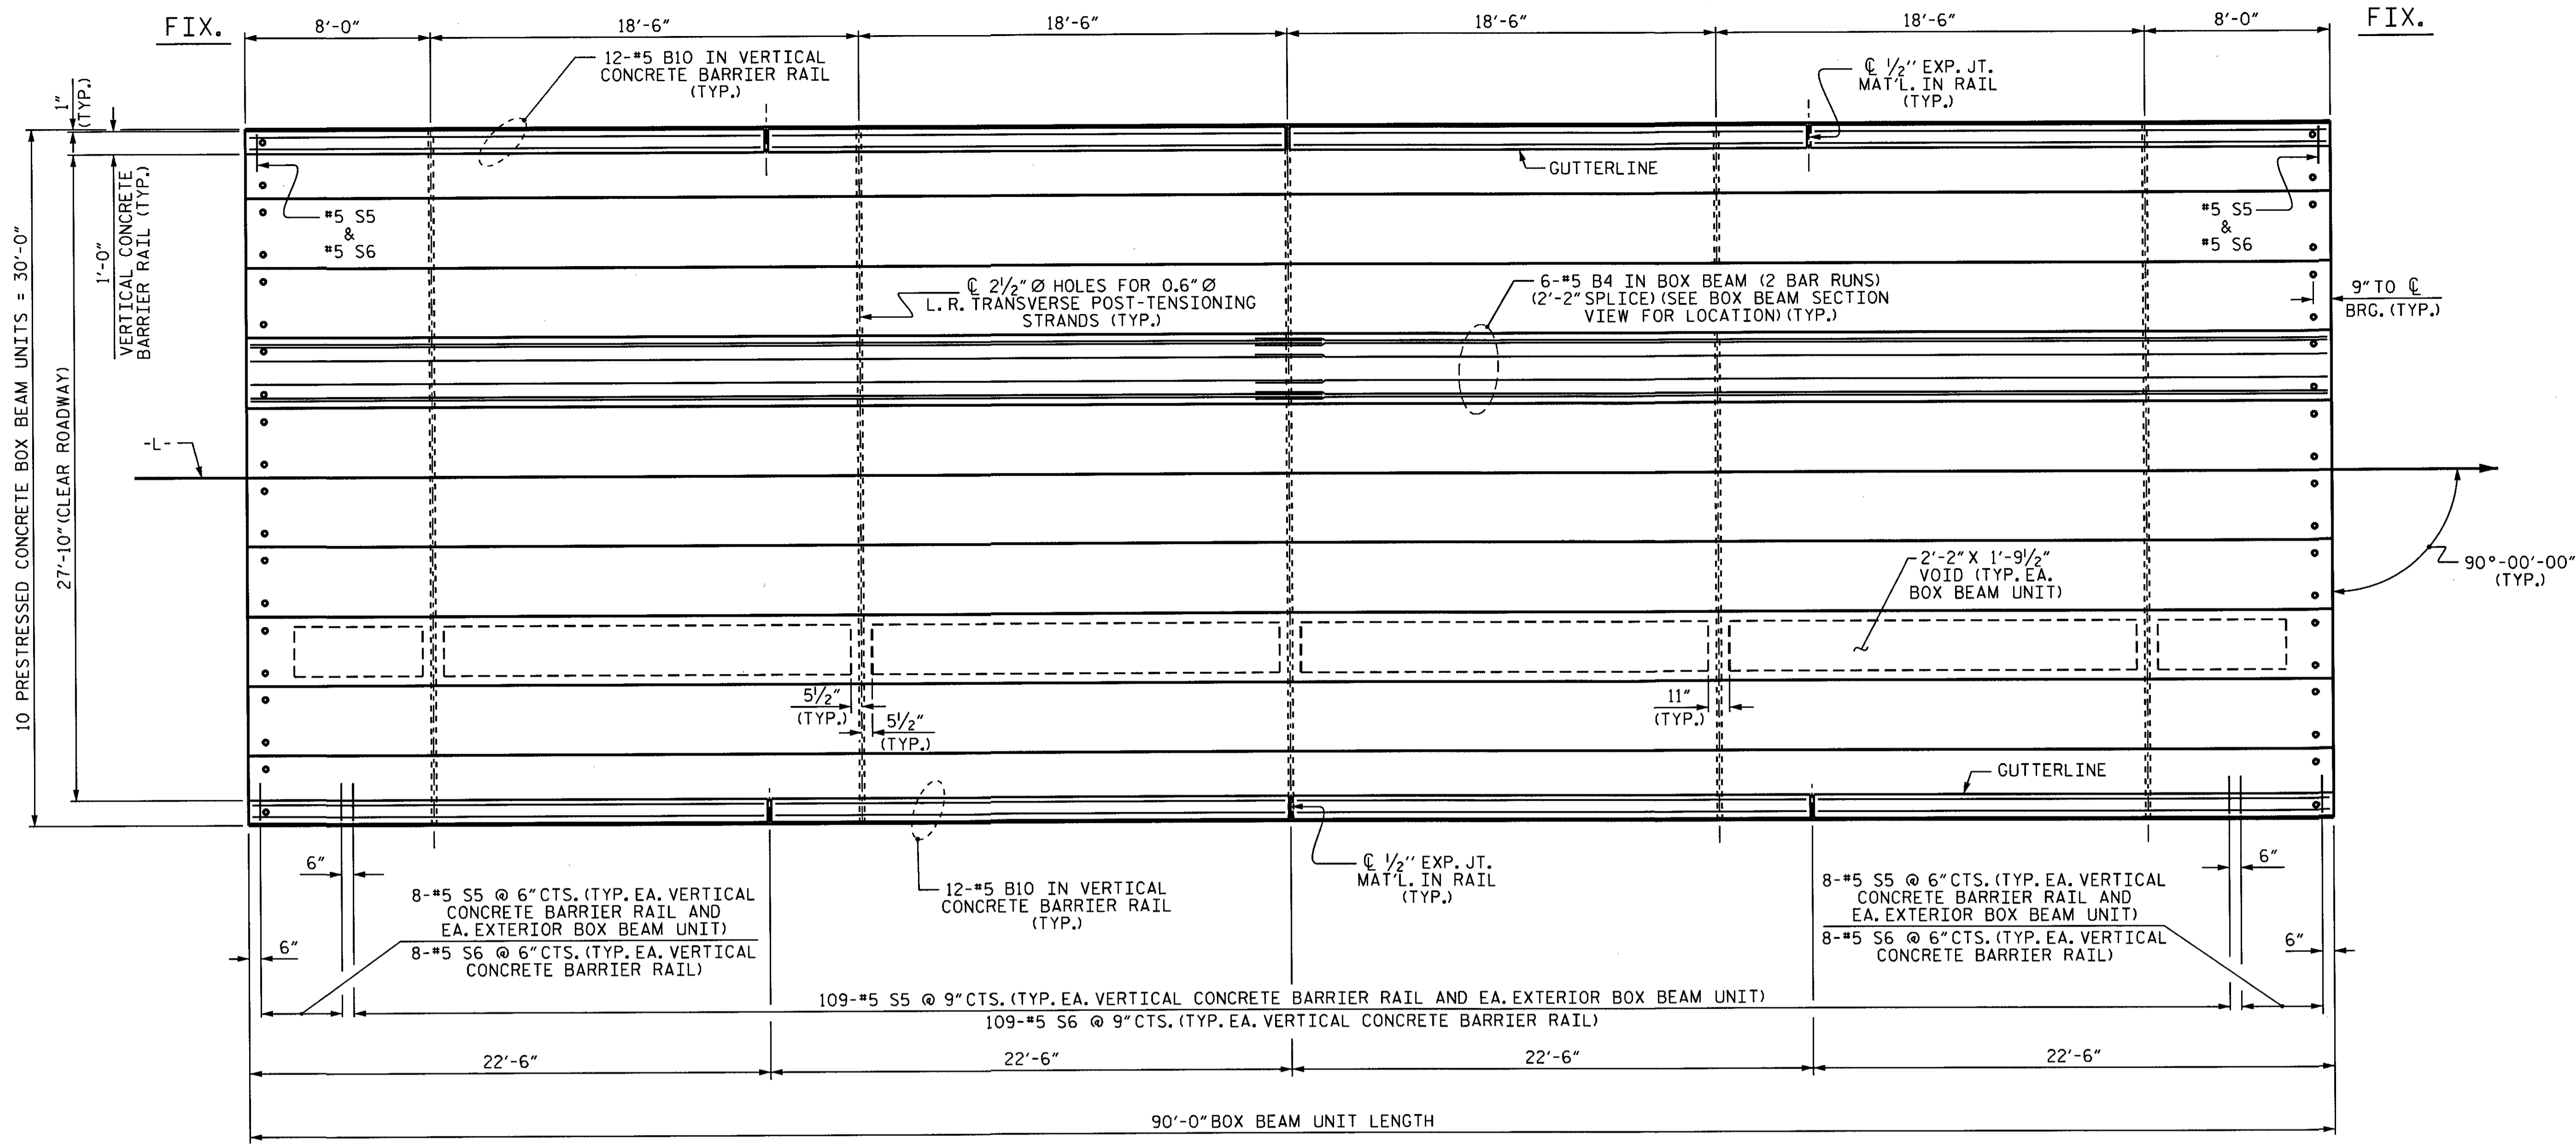 FIX.
8'-0"
18'-6"
18'-6"
18'-6"
18'-6"
8'-0"
FIX.
12-#5 B10 IN VERTICAL
CONCRETE BARRIER RAIL
(TYP.)
℄ 1/2" EXP. JT.
MAT'L. IN RAIL
(TYP.)
1"
(TYP.)
GUTTERLINE
1'-0"
VERTICAL CONCRETE
BARRIER RAIL (TYP.)
#5 S5
&
#5 S6
#5 S5
&
#5 S6
℄ 2 1/2" Ø HOLES FOR 0.6" Ø
L. R. TRANSVERSE POST-TENSIONING
STRANDS (TYP.)
6-#5 B4 IN BOX BEAM (2 BAR RUNS)
(2'-2" SPLICE) (SEE BOX BEAM SECTION
VIEW FOR LOCATION) (TYP.)
9" TO ℄
BRG. (TYP.)
10 PRESTRESSED CONCRETE BOX BEAM UNITS = 30'-0"
27'-10" (CLEAR ROADWAY)
-L-
2'-2" X 1'-9 1/2"
VOID (TYP. EA.
BOX BEAM UNIT)
90°-00'-00"
(TYP.)
5 1/2"
(TYP.)
5 1/2"
(TYP.)
11"
(TYP.)
GUTTERLINE
6"
8-#5 S5 @ 6" CTS. (TYP. EA. VERTICAL
CONCRETE BARRIER RAIL AND
EA. EXTERIOR BOX BEAM UNIT)
8-#5 S6 @ 6" CTS. (TYP. EA. VERTICAL
CONCRETE BARRIER RAIL)
6"
12-#5 B10 IN VERTICAL
CONCRETE BARRIER RAIL
(TYP.)
℄ 1/2" EXP. JT.
MAT'L. IN RAIL
(TYP.)
6"
8-#5 S5 @ 6" CTS. (TYP. EA. VERTICAL
CONCRETE BARRIER RAIL AND
EA. EXTERIOR BOX BEAM UNIT)
8-#5 S6 @ 6" CTS. (TYP. EA. VERTICAL
CONCRETE BARRIER RAIL)
6"
109-#5 S5 @ 9" CTS. (TYP. EA. VERTICAL CONCRETE BARRIER RAIL AND EA. EXTERIOR BOX BEAM UNIT)
109-#5 S6 @ 9" CTS. (TYP. EA. VERTICAL CONCRETE BARRIER RAIL)
22'-6"
22'-6"
22'-6"
22'-6"
90'-0" BOX BEAM UNIT LENGTH